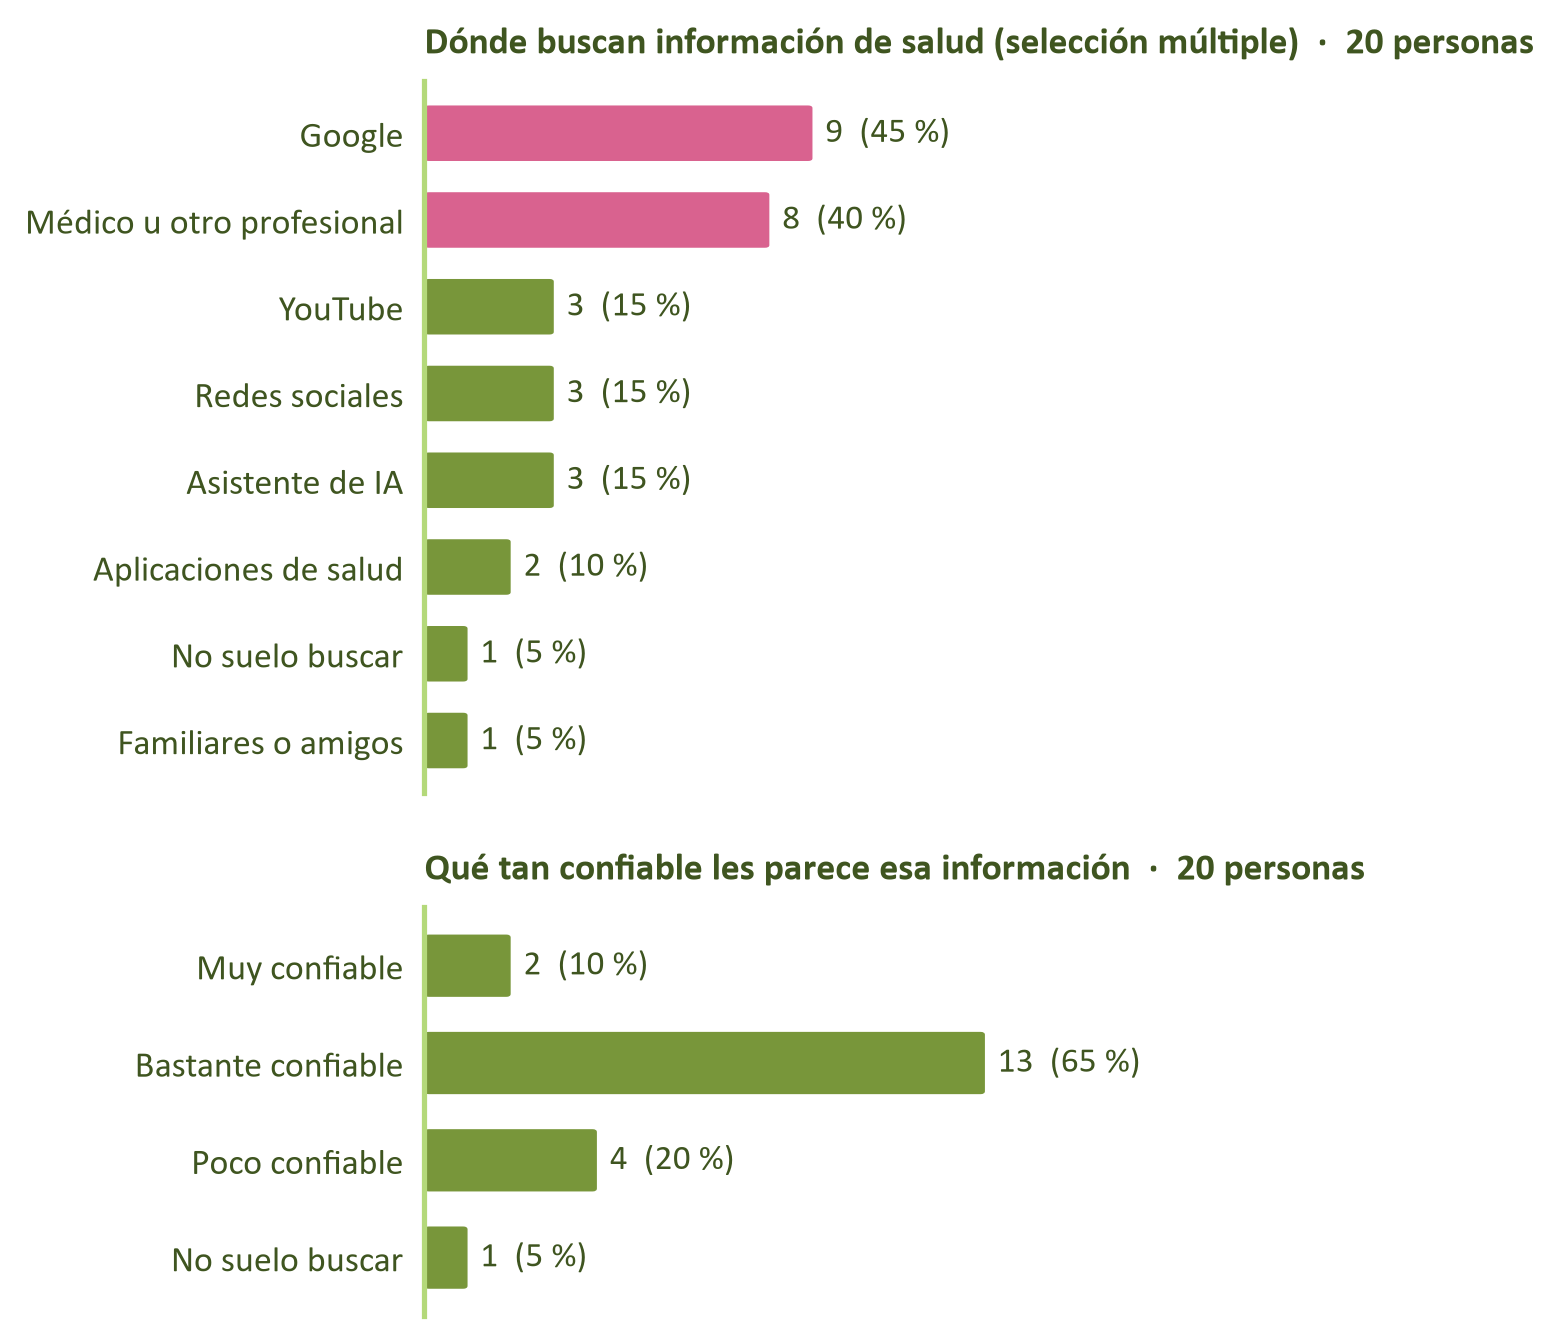 Dónde buscan información de salud (selección múltiple) · 20 personas
Google 9 (45 %)
Médico u otro profesional 8 (40 %)
YouTube 3 (15 %)
Redes sociales 3 (15 %)
Asistente de IA 3 (15 %)
Aplicaciones de salud 2 (10 %)
No suelo buscar 1 (5 %)
Familiares o amigos 1 (5 %)
Qué tan confiable les parece esa información · 20 personas
Muy confiable 2 (10 %)
Bastante confiable 13 (65 %)
Poco confiable 4 (20 %)
No suelo buscar 1 (5 %)